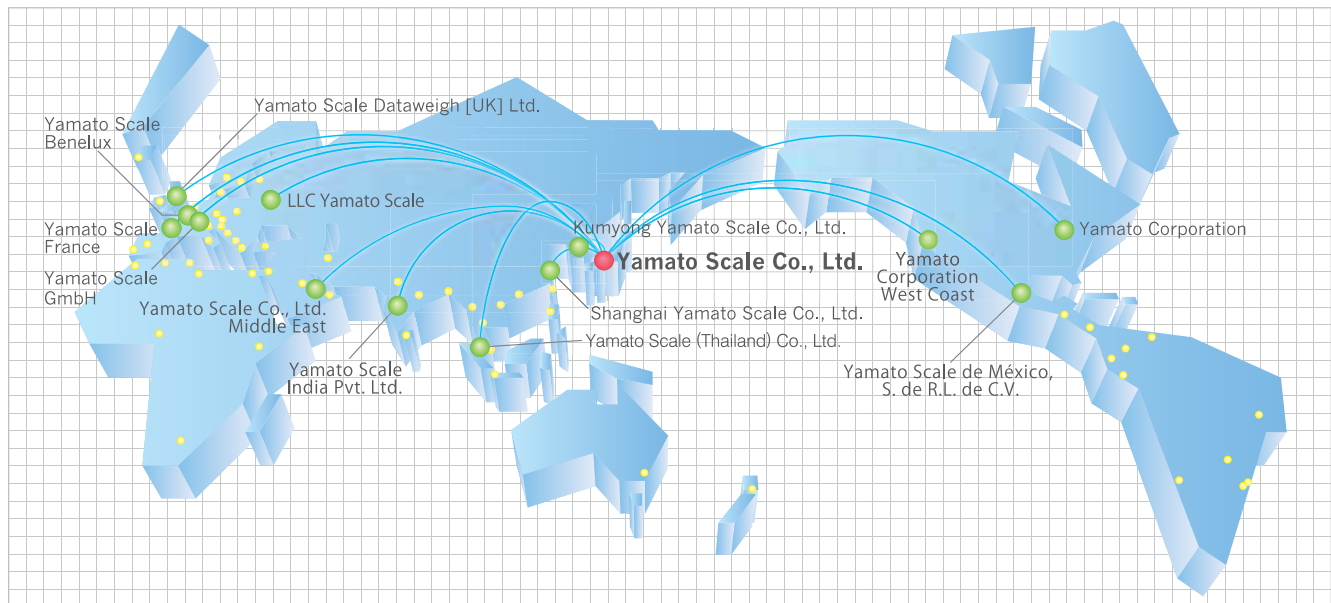 Yamato Scale Dataweigh [UK] Ltd.
Yamato Scale
Benelux
LLC Yamato Scale
Yamato Scale
France
Yamato Scale
GmbH
Kumyong Yamato Scale Co., Ltd.
Yamato Scale Co., Ltd.
Yamato Corporation
Yamato
Corporation
West Coast
Yamato Scale Co., Ltd.
Middle East
Shanghai Yamato Scale Co., Ltd.
Yamato Scale (Thailand) Co., Ltd.
Yamato Scale
India Pvt. Ltd.
Yamato Scale de México,
S. de R.L. de C.V.